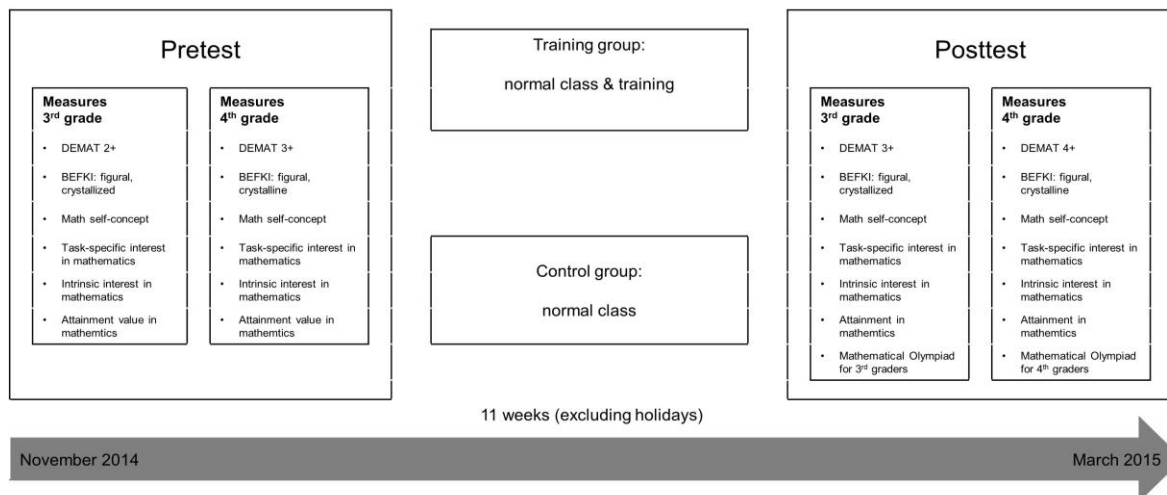 Pretest
Measures
3rd grade
• DEMAT 2+
• BEFKI: figural,
crystallized
• Math self-concept
• Task-specific interest
in mathematics
• Intrinsic interest in
mathematics
• Attainment value in
mathemtics
Measures
4th grade
• DEMAT 3+
• BEFKI: figural,
crystalline
• Math self-concept
• Task-specific interest in
mathematics
• Intrinsic interest in
mathematics
• Attainment value in
mathematics
Training group:
normal class & training
Control group:
normal class
Posttest
Measures
3rd grade
• DEMAT 3+
• BEFKI: figural,
crystallized
• Math self-concept
• Task-specific interest in
mathematics
• Intrinsic interest in
mathematics
• Attainment in
mathemtics
• Mathematical Olympiad
for 3rd graders
Measures
4th grade
• DEMAT 4+
• BEFKI: figural,
crystallized
• Math self-concept
• Task-specific interest in
mathematics
• Intrinsic interest in
mathematics
• Attainment in
mathematics
• Mathematical Olympiad
for 4th graders
11 weeks (excluding holidays)
November 2014
March 2015